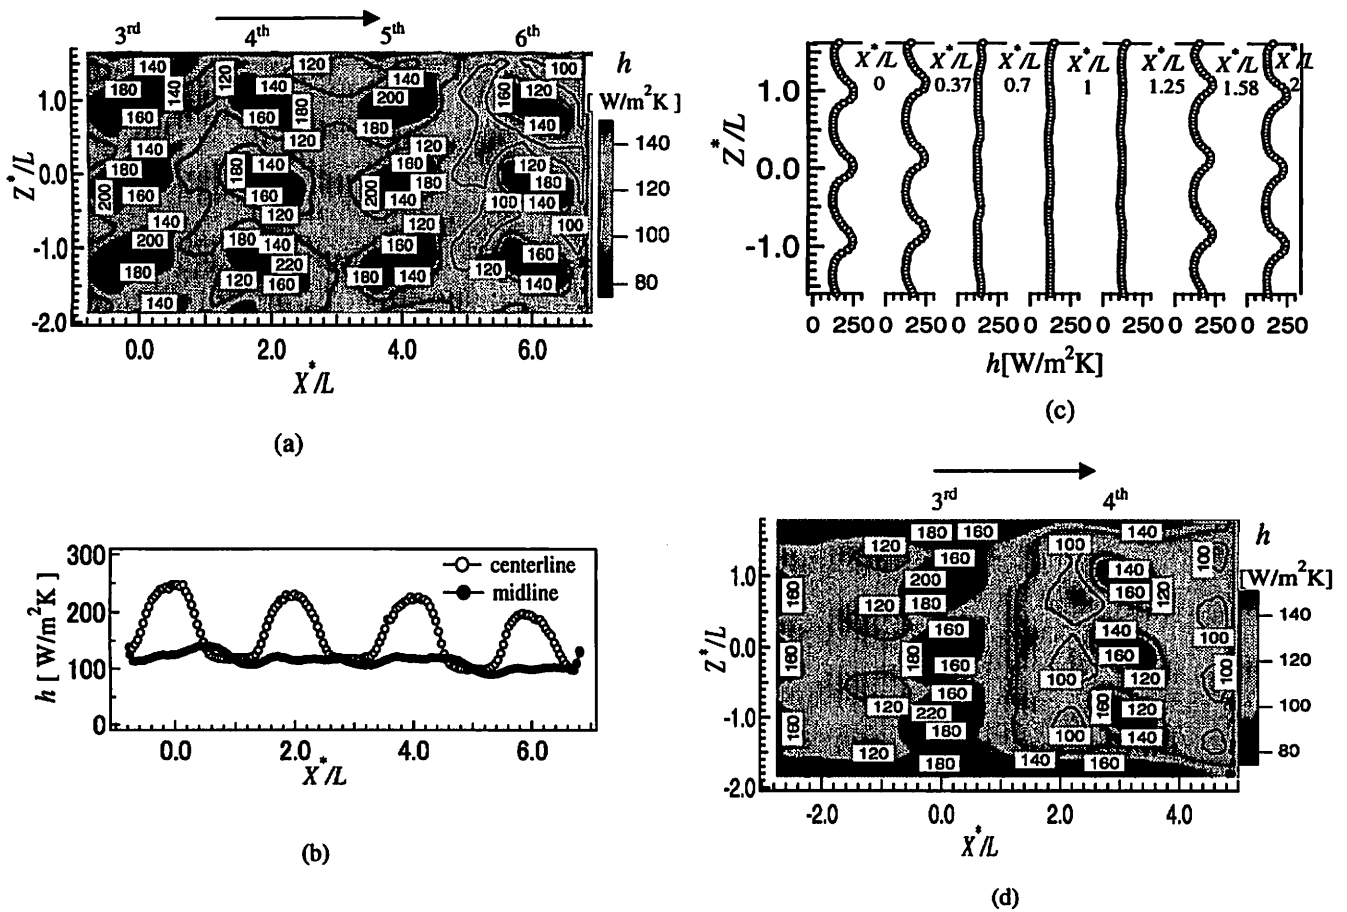 3rd 4th 5th 6th h
140 120 120 100
180 140 140 160 120
1.0 200 [ W/m2K ]
160 160 180 180 140 140
140 120 120
180 180 140 160 120
Z*/L 0.0 200 160 160 200 180 180 120
140 120 140 100 140 100
200 180 140 120 160 160
-1.0 180 120 220 160 180 140 120 140 100
140 80
-2.0
0.0 2.0 4.0 6.0
X*/L
(a)
X*/L X*/L X*/L X*/L X*/L X*/L X*/L
0 0.37 0.7 1 1.25 1.58 2
1.0
Z*/L 0.0
-1.0
0 250 0 250 0 250 0 250 0 250 0 250 0 250
h[W/m2K]
(c)
300
200 centerline
h [ W/m2K ] midline
100
0
0.0 2.0 4.0 6.0
X*/L
(b)
3rd 4th
180 160 140 h
120 160 100 100
1.0 160 200 140 [W/m2K]
120 180 160 120 140
160 140 100
Z*/L 0.0 160 180 160 160 120 100 120
160 100 120 100
120 220 160 120
-1.0 160 180 100 140 80
120 180 140 160
-2.0
-2.0 0.0 2.0 4.0
X*/L
(d)